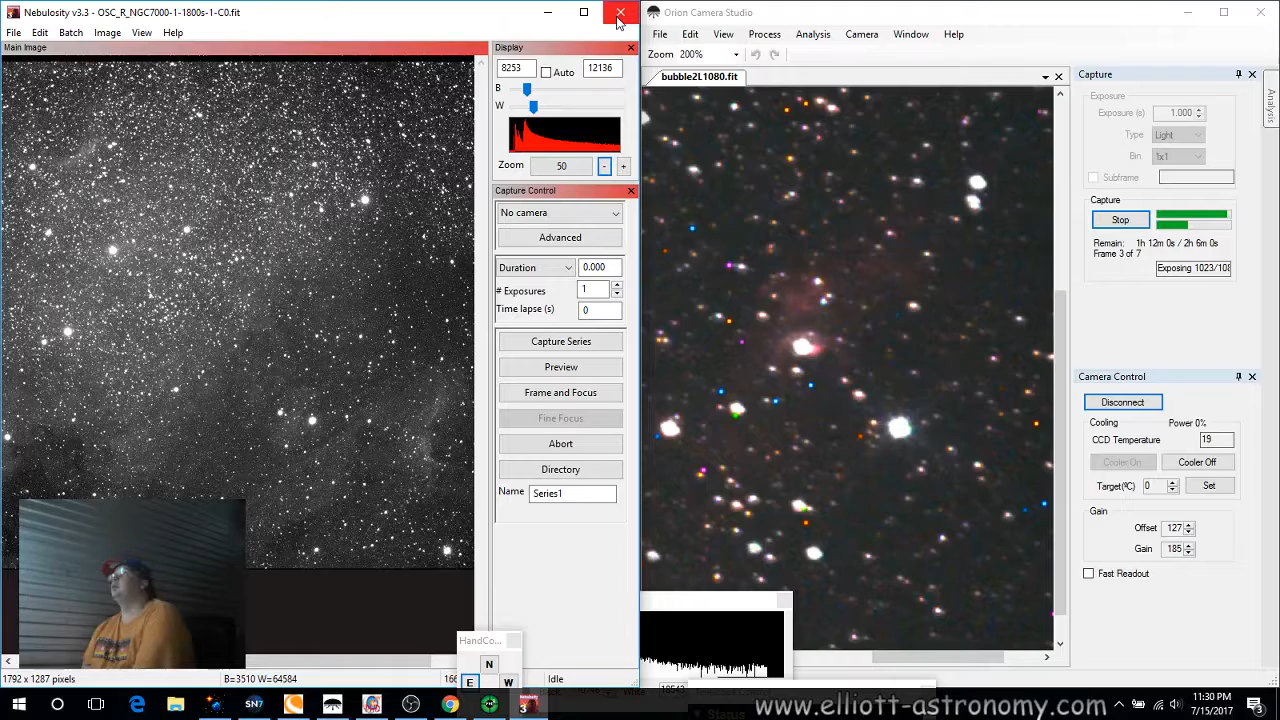 Nebulosity v3.3 - OSC_R_NGC7000-1-1800s-1-C0.fit
File Edit Batch Image View Help
Main Image
Display
8253 Auto 12136
B
W
Zoom 50 - +
Capture Control
No camera
Advanced
Duration 0.000
# Exposures 1
Time lapse (s) 0
Capture Series
Preview
Frame and Focus
Fine Focus
Abort
Directory
Name Series1
HandCo...
N
E W
1792 x 1287 pixels B=3510 W=64584 Idle
Orion Camera Studio
File Edit View Process Analysis Camera Window Help
Zoom 200%
bubble2L1080.fit
Capture
Analysis
Exposure
Exposure (s) 1.000
Type Light
Bin 1x1
Subframe
Capture
Stop
Remain: 1h 12m 0s / 2h 6m 0s
Frame 3 of 7
Exposing 1023/108
Camera Control
Disconnect
Cooling Power 0%
CCD Temperature 19
Cooler On Cooler Off
Target(ºC) 0 Set
Gain
Offset 127
Gain 185
Fast Readout
SN7
3
www.elliott-astronomy.com
11:30 PM
7/15/2017